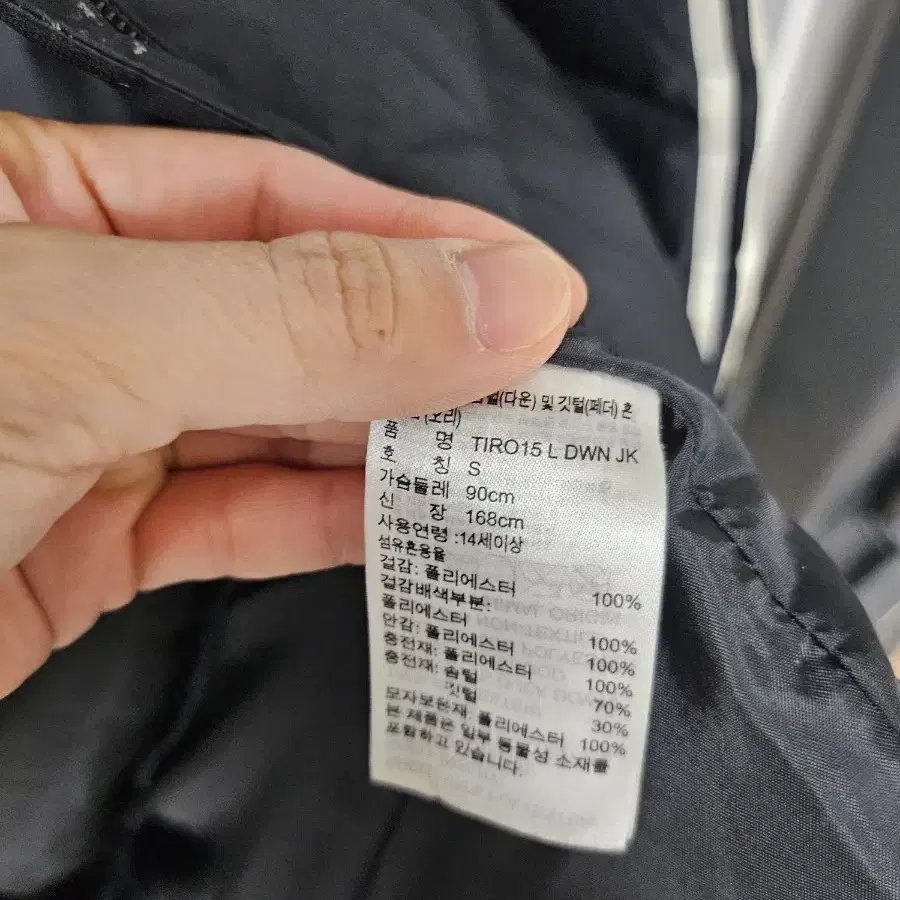 (다운) 및 깃털(페더) 혼
(오리)
품 명 TIRO15 L DWN JK
호 칭 S
가슴둘레 90cm
신 장 168cm
사용연령 :14세이상
섬유혼용율
겉감: 폴리에스터 100%
겉감배색부분:
폴리에스터 100%
안감: 폴리에스터 100%
충전재: 폴리에스터 100%
충전재: 솜털 70%
깃털 30%
모자보온재: 폴리에스터 100%
본 제품은 일부 동물성 소재를
포함하고 있습니다.